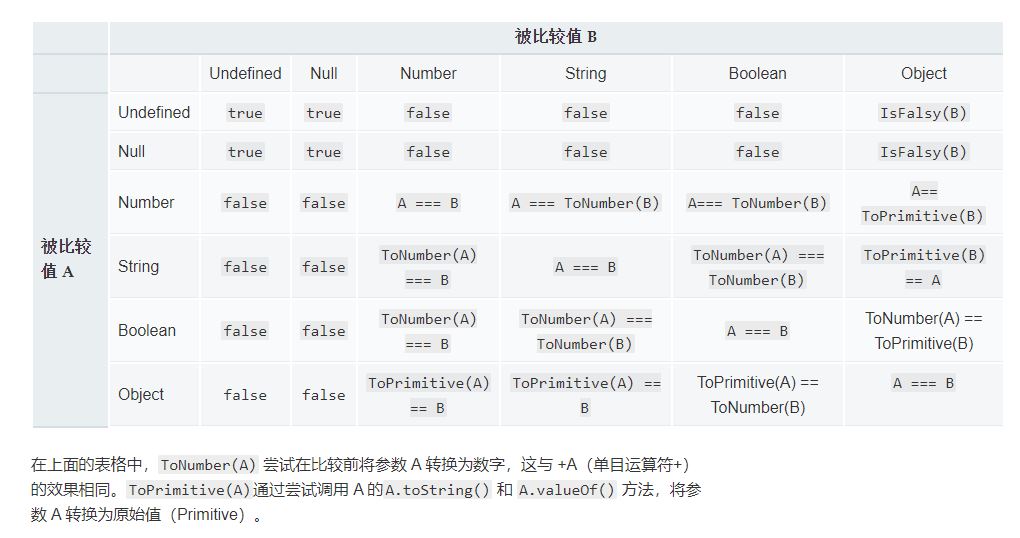 被比较值 B
Undefined Null Number String Boolean Object
Undefined true true false false false IsFalsy(B)
Null true true false false false IsFalsy(B)
Number false false A === B A === ToNumber(B) A=== ToNumber(B) A==
ToPrimitive(B)
被比较
值 A
String false false ToNumber(A)
=== B
A === B
ToNumber(A) ===
ToNumber(B)
ToPrimitive(B)
== A
Boolean false false ToNumber(A)
=== B
ToNumber(A) ===
ToNumber(B)
A === B
ToNumber(A) ==
ToPrimitive(B)
Object false false ToPrimitive(A)
== B
ToPrimitive(A) ==
B
ToPrimitive(A) ==
ToNumber(B)
A === B
在上面的表格中，ToNumber(A) 尝试在比较前将参数 A 转换为数字，这与 +A（单目运算符+）
的效果相同。ToPrimitive(A)通过尝试调用 A 的A.toString() 和 A.valueOf() 方法，将参
数 A 转换为原始值（Primitive）。